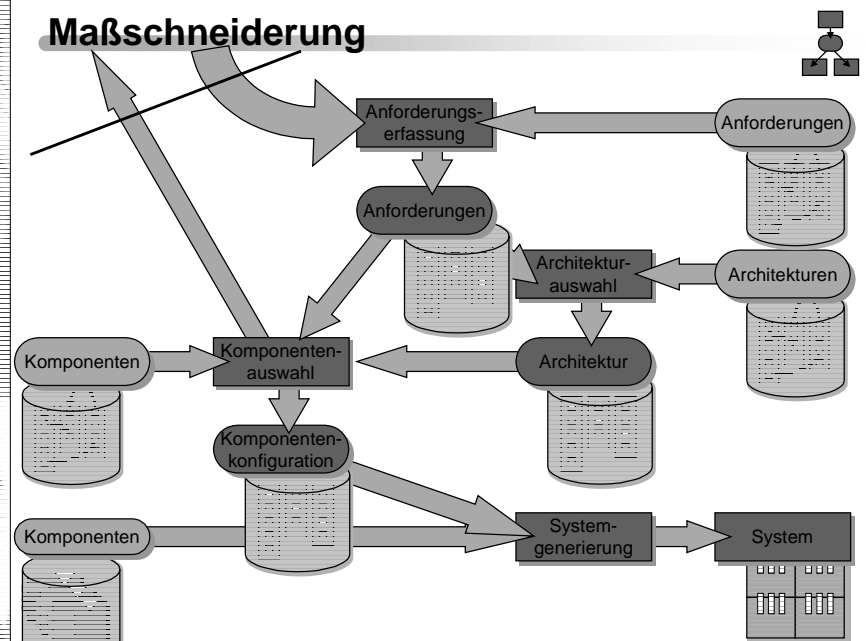 Maßschneiderung
Anforderungs-
erfassung
Anforderungen
Anforderungen
Architektur-
auswahl
Architekturen
Komponenten
Komponenten-
auswahl
Architektur
Komponenten-
konfiguration
Komponenten
System-
generierung
System